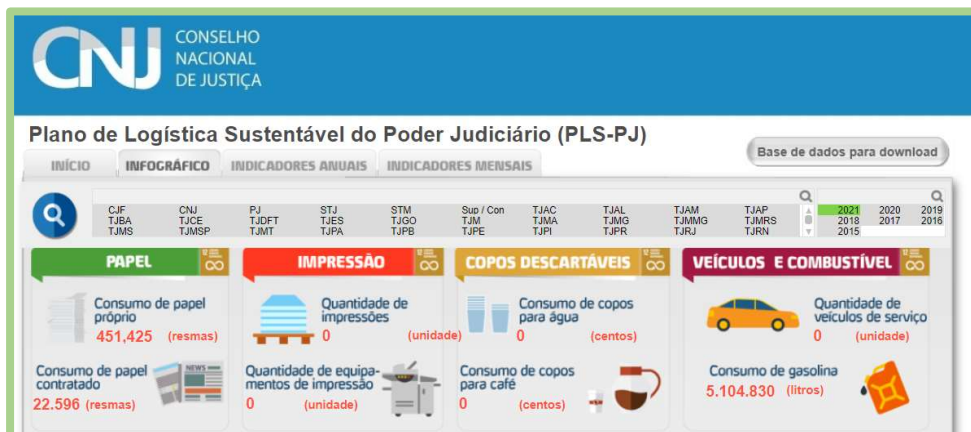 CNJ
CONSELHO
NACIONAL
DE JUSTIÇA
Plano de Logística Sustentável do Poder Judiciário (PLS-PJ)
Base de dados para download
INÍCIO INFOGRÁFICO INDICADORES ANUAIS INDICADORES MENSAIS
CJF CNJ PJ STJ STM Sup / Con TJAC TJAL TJAM TJAP 2021 2020 2019
TJBA TJCE TJDFT TJES TJGO TJM TJMA TJMG TJMMG TJMRS 2018 2017 2016
TJMS TJMSP TJMT TJPA TJPB TJPE TJPI TJPR TJRJ TJRN 2015
PAPEL IMPRESSÃO COPOS DESCARTÁVEIS VEÍCULOS E COMBUSTÍVEL
Consumo de papel
próprio
451,425 (resmas)
Quantidade de
impressões
0 (unidade)
Consumo de copos
para água
0 (centos)
Quantidade de
veículos de serviço
0 (unidade)
Consumo de papel
contratado
22.596 (resmas)
NEWS
Quantidade de equipa-
mentos de impressão
0 (unidade)
Consumo de copos
para café
0 (centos)
Consumo de gasolina
5.104.830 (litros)